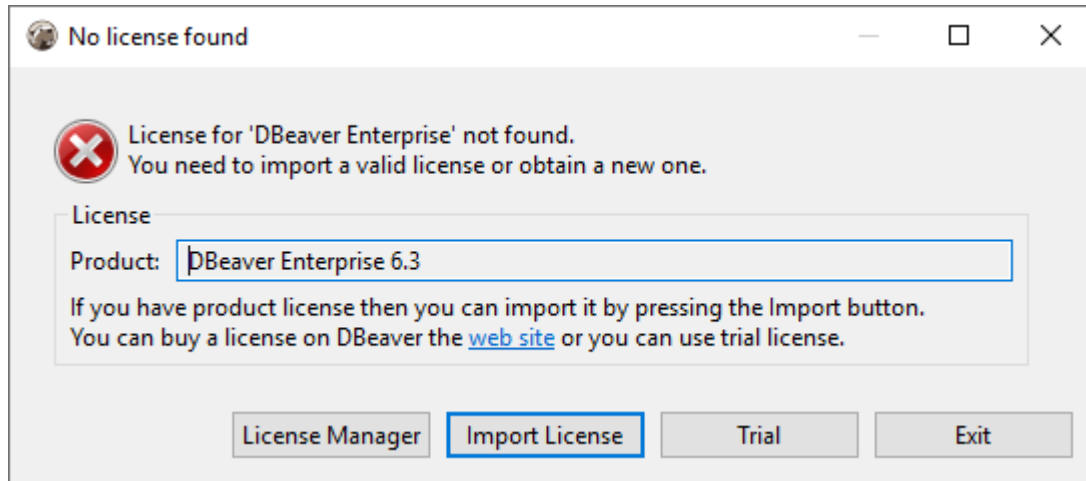 No license found
License for 'DBeaver Enterprise' not found.
You need to import a valid license or obtain a new one.
License
Product: DBeaver Enterprise 6.3
If you have product license then you can import it by pressing the Import button.
You can buy a license on DBeaver the web site or you can use trial license.
License Manager Import License Trial Exit